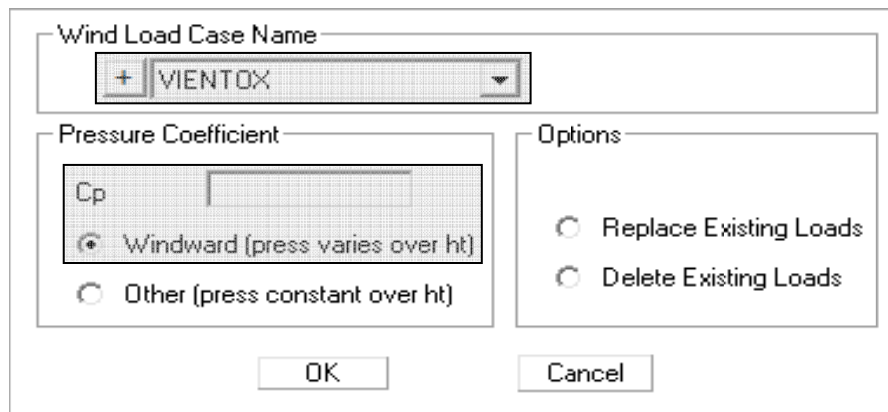 Wind Load Case Name
+ VIENTOX
Pressure Coefficient
Cp
Windward (press varies over ht)
Other (press constant over ht)
Options
Replace Existing Loads
Delete Existing Loads
OK
Cancel